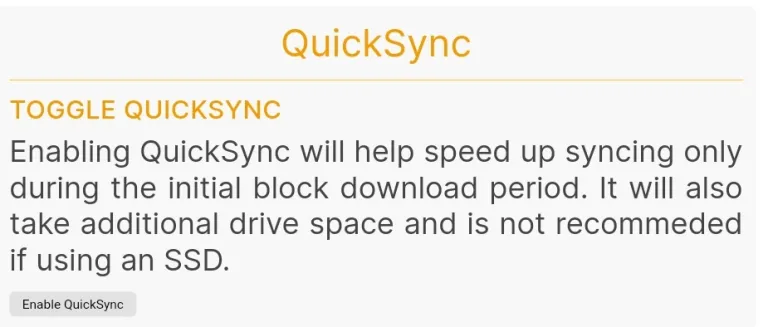 QuickSync
TOGGLE QUICKSYNC
Enabling QuickSync will help speed up syncing only
during the initial block download period. It will also
take additional drive space and is not recommeded
if using an SSD.
Enable QuickSync